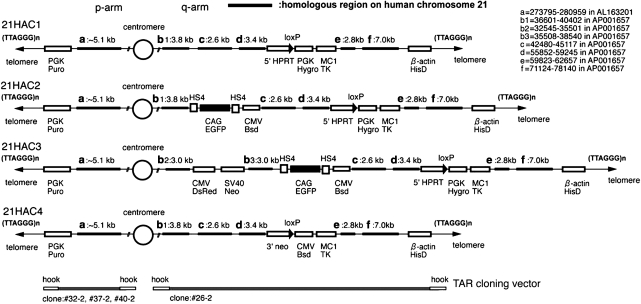 p-arm q-arm :homologous region on human chromosome 21
a=273795-280959 in AL163201
b1=36601-40402 in AP001657
b2=32545-35501 in AP001657
b3=35508-38540 in AP001657
c=42480-45117 in AP001657
d=55852-59245 in AP001657
e=59823-62657 in AP001657
f=71124-78140 in AP001657
21HAC1
centromere
(TTAGGG)n a:~5.1 kb b1:3.8 kb c:2.6 kb d:3.4 kb loxP e:2.8kb f:7.0kb (TTAGGG)n
telomere PGK Puro 5' HPRT PGK Hygro MC1 TK β-actin HisD telomere
21HAC2
centromere
(TTAGGG)n a:~5.1 kb b1:3.8 kb HS4 HS4 c:2.6 kb d:3.4 kb loxP e:2.8kb f:7.0kb (TTAGGG)n
telomere PGK Puro CAG EGFP CMV Bsd 5' HPRT PGK Hygro MC1 TK β-actin HisD telomere
21HAC3
centromere
(TTAGGG)n a:~5.1 kb b2:3.0 kb b3:3.0 kb HS4 HS4 c:2.6 kb d:3.4 kb loxP e:2.8kb f:7.0kb (TTAGGG)n
telomere PGK Puro CMV DsRed SV40 Neo CAG EGFP CMV Bsd 5' HPRT PGK Hygro MC1 TK β-actin HisD telomere
21HAC4
centromere
(TTAGGG)n a:~5.1 kb b1:3.8 kb c:2.6 kb d:3.4 kb loxP e:2.8kb f:7.0kb (TTAGGG)n
telomere PGK Puro 3' neo CMV Bsd MC1 TK β-actin HisD telomere
hook hook hook hook TAR cloning vector
clone:#32-2, #37-2, #40-2 clone:#26-2